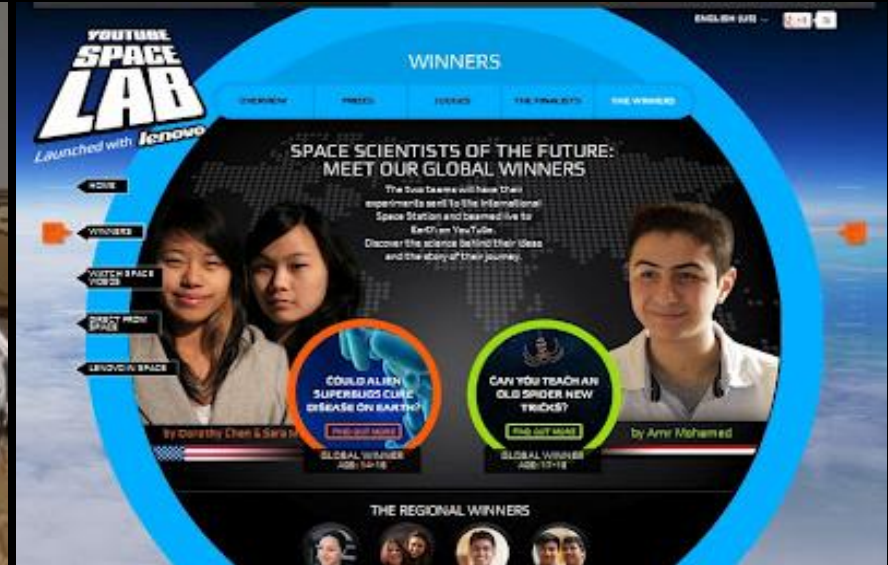 YOUTUBE
SPACE
LAB
Launched with lenovo
ENGLISH (US)
WINNERS
OVERVIEW
PRIZES
JUDGES
THE FINALISTS
THE WINNERS
SPACE SCIENTISTS OF THE FUTURE:
MEET OUR GLOBAL WINNERS
The two teams will have their
experiments sent to the International
Space Station and beamed live to
Earth on YouTube.
Discover the science behind their ideas
and the story of their journey.
HOME
WINNERS
WATCH SPACE
VIDEOS
DIRECT FROM
SPACE
LENOVO IN SPACE
COULD ALIEN
SUPERBUGS CURE
DISEASE ON EARTH?
FIND OUT MORE
by Dorothy Chen & Sara
GLOBAL WINNER
AGE: 14-16
CAN YOU TEACH AN
OLD SPIDER NEW
TRICKS?
FIND OUT MORE
by Amr Mohamed
GLOBAL WINNER
AGE: 17-18
THE REGIONAL WINNERS